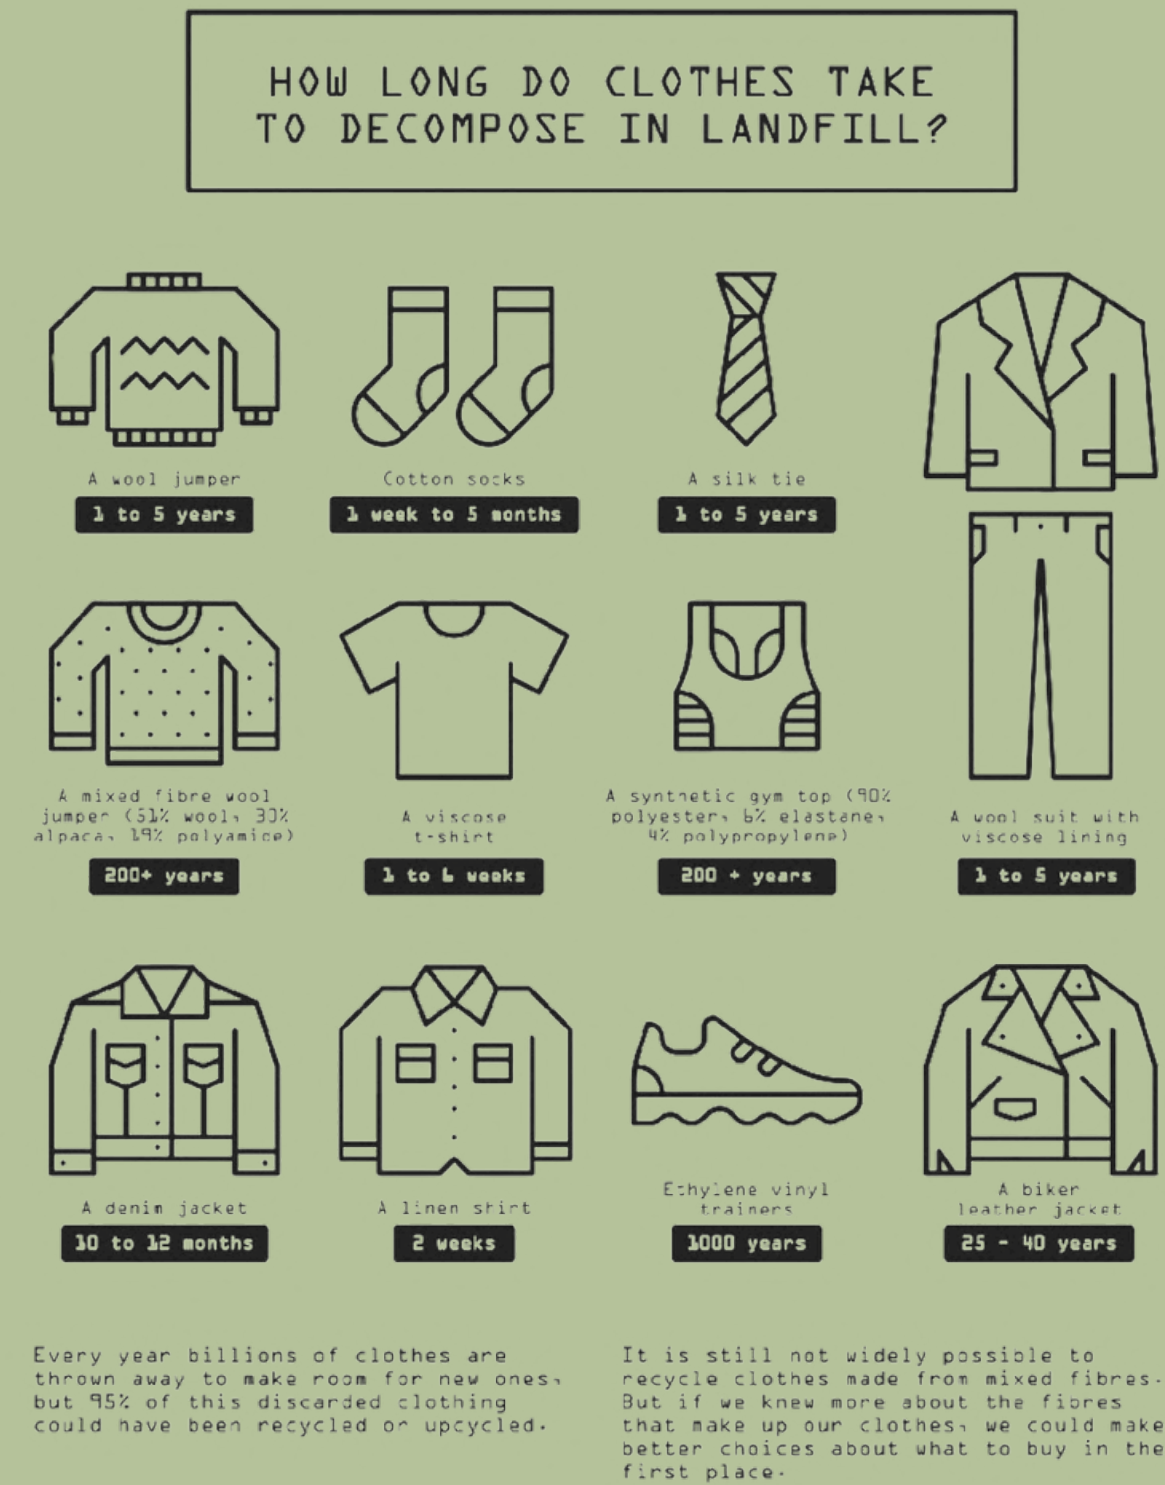 HOW LONG DO CLOTHES TAKE
TO DECOMPOSE IN LANDFILL?
A wool jumper
1 to 5 years
Cotton socks
1 week to 5 months
A silk tie
1 to 5 years
A mixed fibre wool
jumper (51% wool, 30%
alpaca, 19% polyamide)
200+ years
A viscose
t-shirt
1 to 6 weeks
A synthetic gym top (90%
polyester, 6% elastane,
4% polypropylene)
200 + years
A wool suit with
viscose lining
1 to 5 years
A denim jacket
10 to 12 months
A linen shirt
2 weeks
Ethylene vinyl
trainers
1000 years
A biker
leather jacket
25 - 40 years
Every year billions of clothes are
thrown away to make room for new ones,
but 95% of this discarded clothing
could have been recycled or upcycled.
It is still not widely possible to
recycle clothes made from mixed fibres.
But if we knew more about the fibres
that make up our clothes, we could make
better choices about what to buy in the
first place.